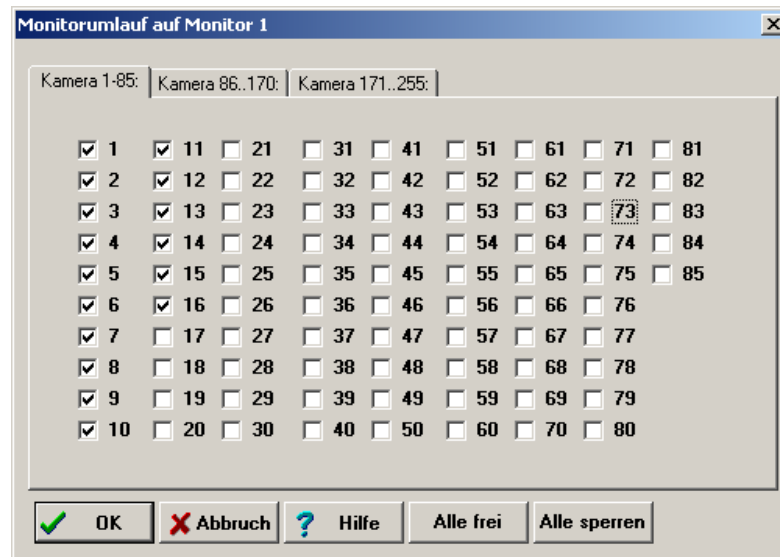 Monitorumlauf auf Monitor 1
Kamera 1-85: Kamera 86..170: Kamera 171..255:
1 11 21 31 41 51 61 71 81
2 12 22 32 42 52 62 72 82
3 13 23 33 43 53 63 73 83
4 14 24 34 44 54 64 74 84
5 15 25 35 45 55 65 75 85
6 16 26 36 46 56 66 76
7 17 27 37 47 57 67 77
8 18 28 38 48 58 68 78
9 19 29 39 49 59 69 79
10 20 30 40 50 60 70 80
OK Abbruch ? Hilfe Alle frei Alle sperren